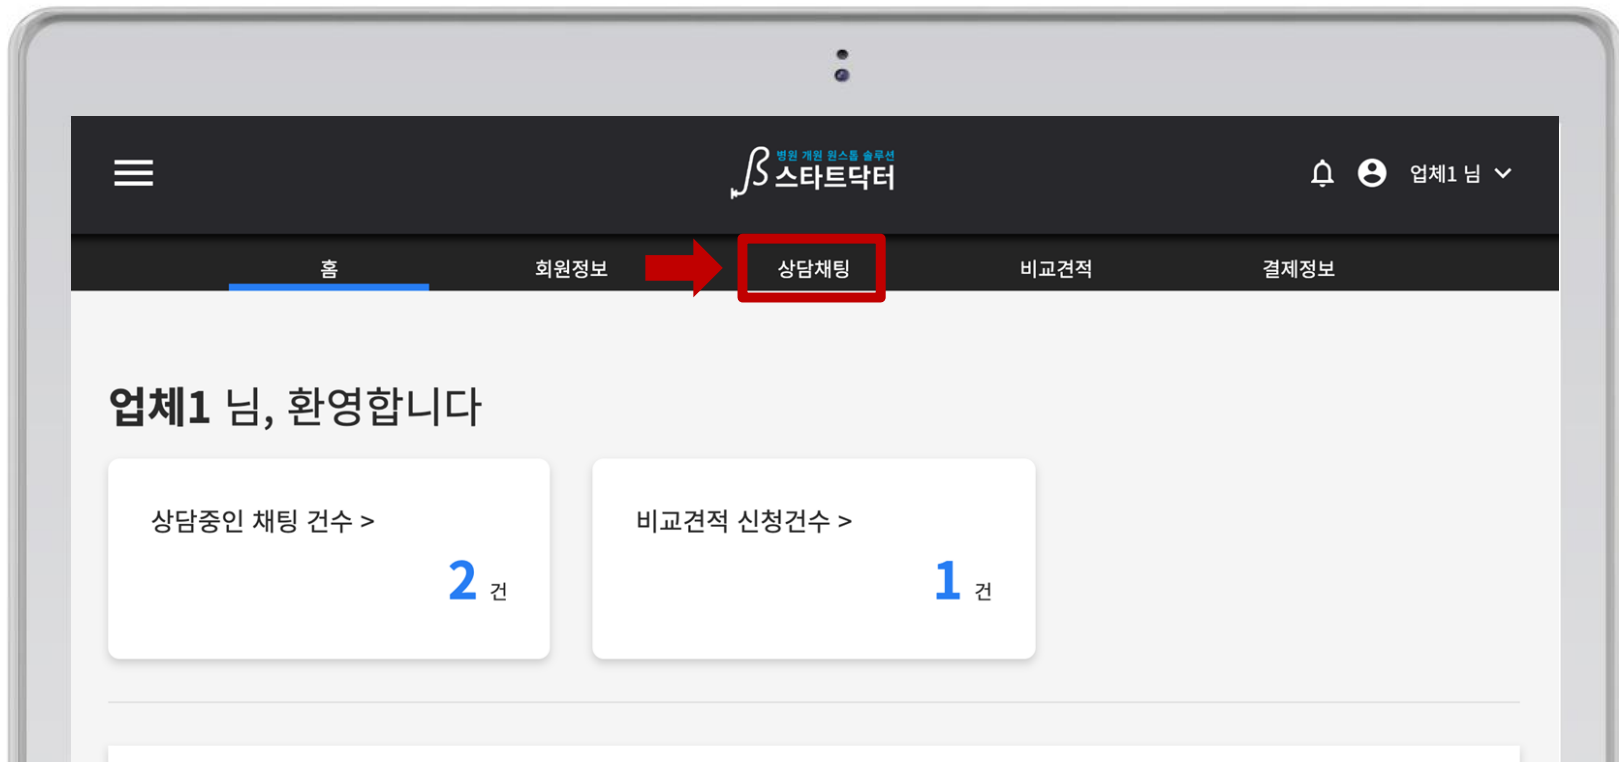 병원 개원 원스톱 솔루션
스타트닥터
업체1 님
홈 회원정보 상담채팅 비교견적 결제정보
업체1 님, 환영합니다
상담중인 채팅 건수 >
2 건
비교견적 신청건수 >
1 건